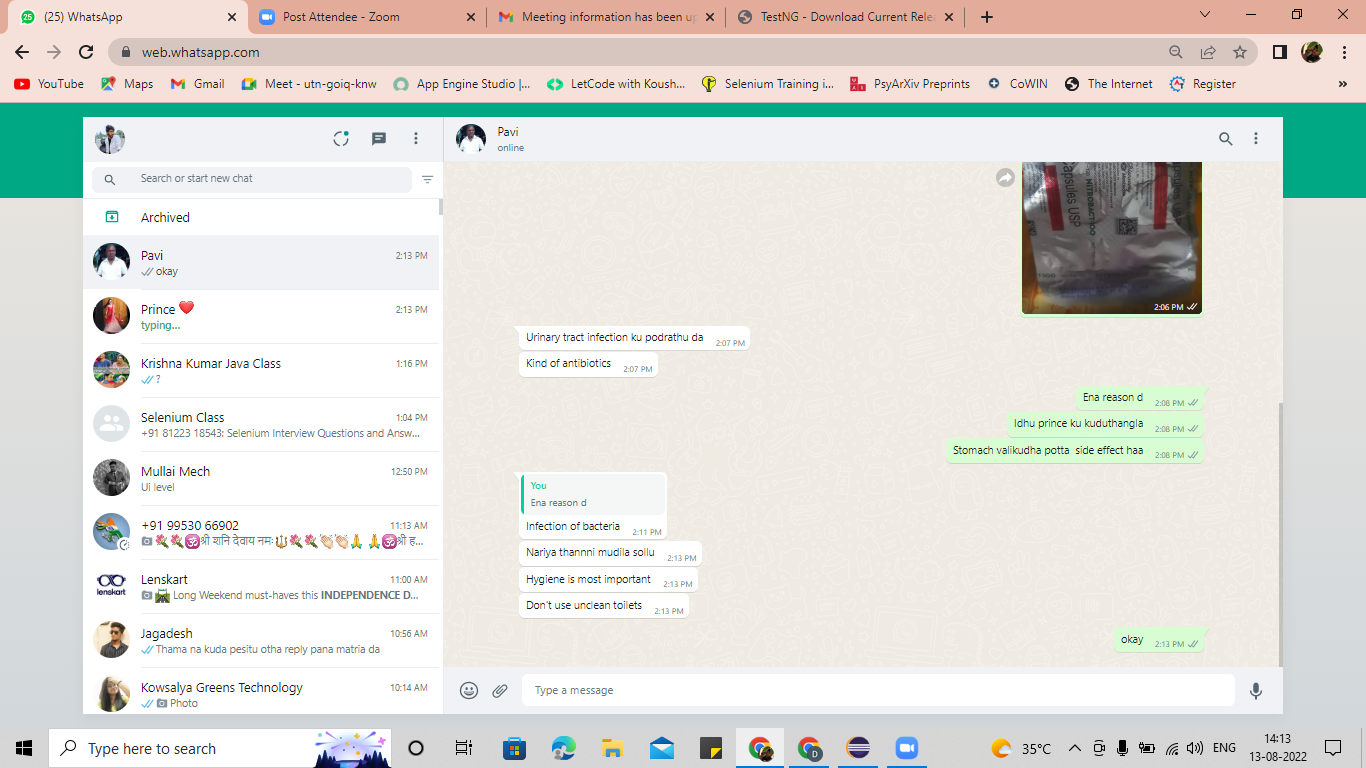 (25) WhatsApp
Post Attendee - Zoom
Meeting information has been up
TestNG - Download Current Rele
web.whatsapp.com
YouTube
Maps
Gmail
Meet - utn-goiq-knw
App Engine Studio |...
LetCode with Koush...
Selenium Training i...
PsyArXiv Preprints
CoWIN
The Internet
Register
»
Pavi
online
Search or start new chat
Archived
Pavi 2:13 PM
okay
Prince ❤️ 2:13 PM
typing...
Krishna Kumar Java Class 1:16 PM
?
Selenium Class 1:04 PM
+91 81223 18543: Selenium Interview Questions and Answ...
Mullai Mech 12:50 PM
Ui level
+91 99530 66902 11:13 AM
🌹🌹🕉️श्री शनि देवाय नमः🔱🌹🌹👏🏻👏🏻🙏 🙏🕉️श्री ह...
Lenskart 11:00 AM
lenskart
Long Weekend must-haves this INDEPENDENCE D...
Jagadesh 10:56 AM
Thama na kuda pesitu otha reply pana matria da
Kowsalya Greens Technology 10:14 AM
Photo
Capsules USP
2:06 PM
Urinary tract infection ku podrathu da 2:07 PM
Kind of antibiotics 2:07 PM
Ena reason d 2:08 PM
Idhu prince ku kuduthangla 2:08 PM
Stomach valikudha potta side effect haa 2:08 PM
You
Ena reason d
Infection of bacteria 2:11 PM
Nariya thannni mudila sollu 2:13 PM
Hygiene is most important 2:13 PM
Don't use unclean toilets 2:13 PM
okay 2:13 PM
Type a message
Type here to search
D
35°C
ENG
14:13
13-08-2022